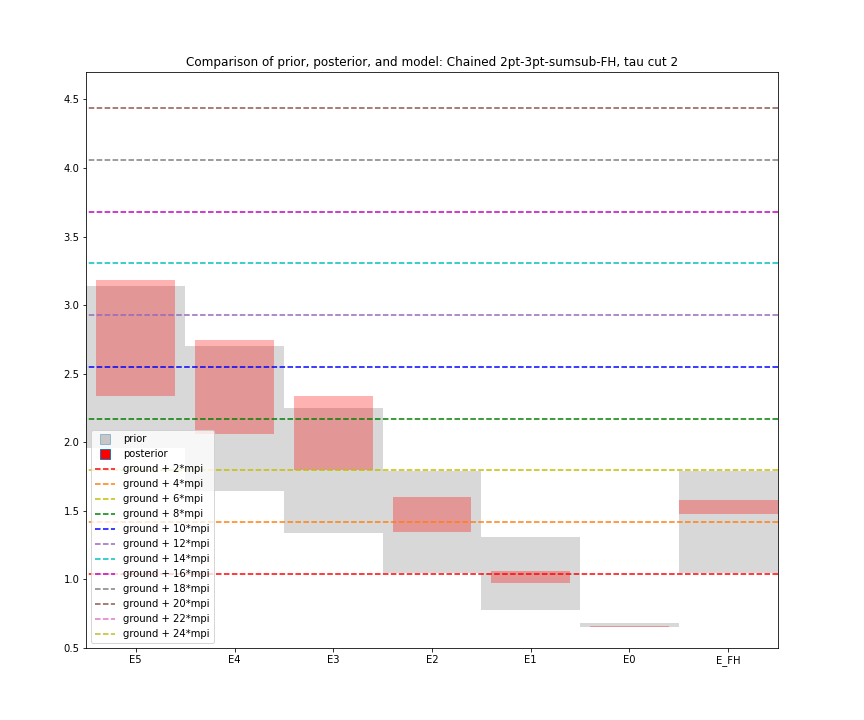 Comparison of prior, posterior, and model: Chained 2pt-3pt-sumsub-FH, tau cut 2
4.5
4.0
3.5
3.0
2.5
2.0
1.5
1.0
0.5
prior
posterior
ground + 2*mpi
ground + 4*mpi
ground + 6*mpi
ground + 8*mpi
ground + 10*mpi
ground + 12*mpi
ground + 14*mpi
ground + 16*mpi
ground + 18*mpi
ground + 20*mpi
ground + 22*mpi
ground + 24*mpi
E5 E4 E3 E2 E1 E0 E_FH